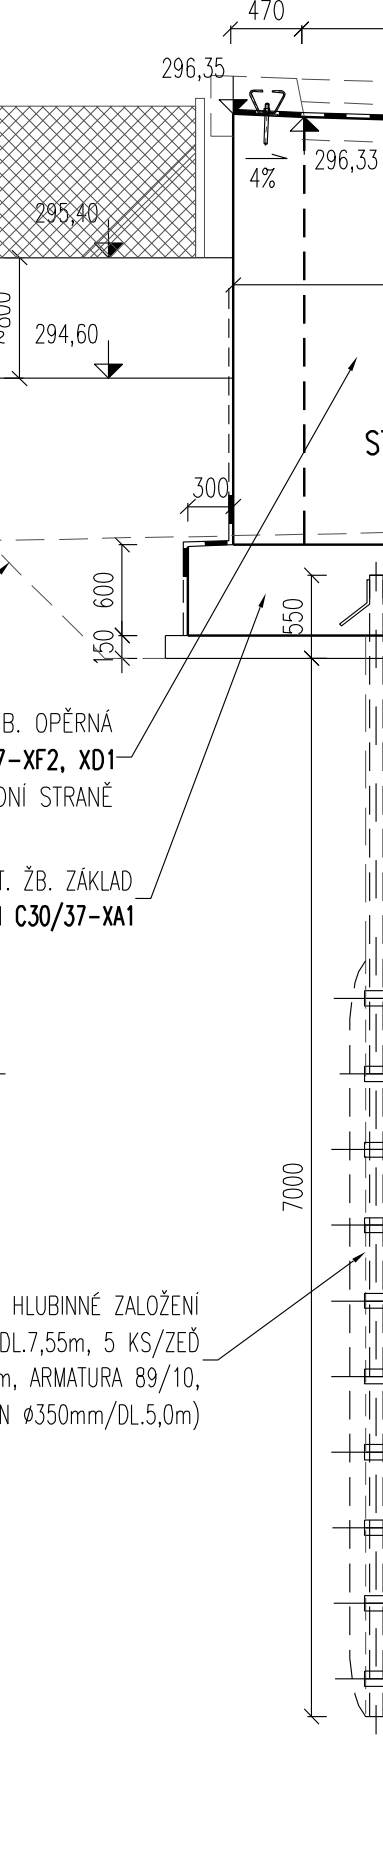 470
296,35
296,33
4%
295,40
294,60
300
600
550
150
B. OPĚRNÁ
7-XF2, XD1
DNÍ STRANĚ
T. ŽB. ZÁKLAD
C30/37-XA1
7000
HLUBINNÉ ZALOŽENÍ
DL.7,55m, 5 KS/ZEĎ
m, ARMATURA 89/10,
N ø350mm/DL.5,0m)